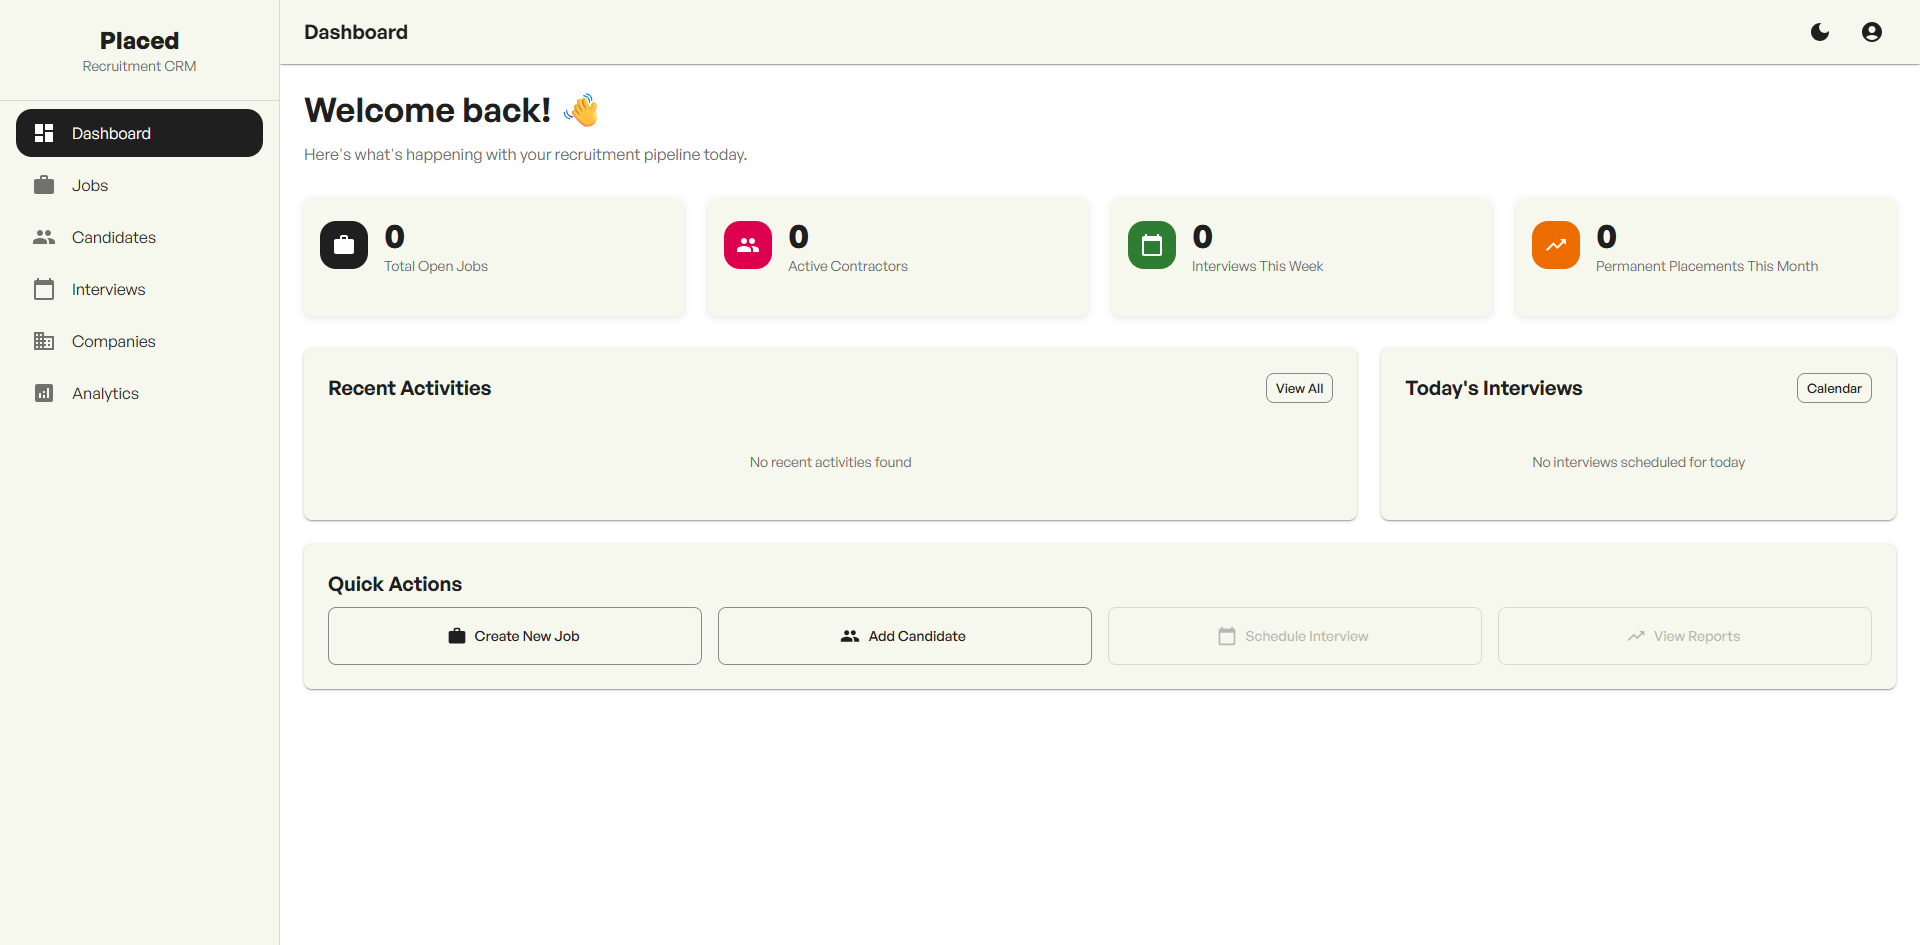 Placed
Recruitment CRM
Dashboard
Jobs
Candidates
Interviews
Companies
Analytics
Dashboard
Welcome back! 👋
Here's what's happening with your recruitment pipeline today.
0
Total Open Jobs
0
Active Contractors
0
Interviews This Week
0
Permanent Placements This Month
Recent Activities
View All
No recent activities found
Today's Interviews
Calendar
No interviews scheduled for today
Quick Actions
Create New Job
Add Candidate
Schedule Interview
View Reports